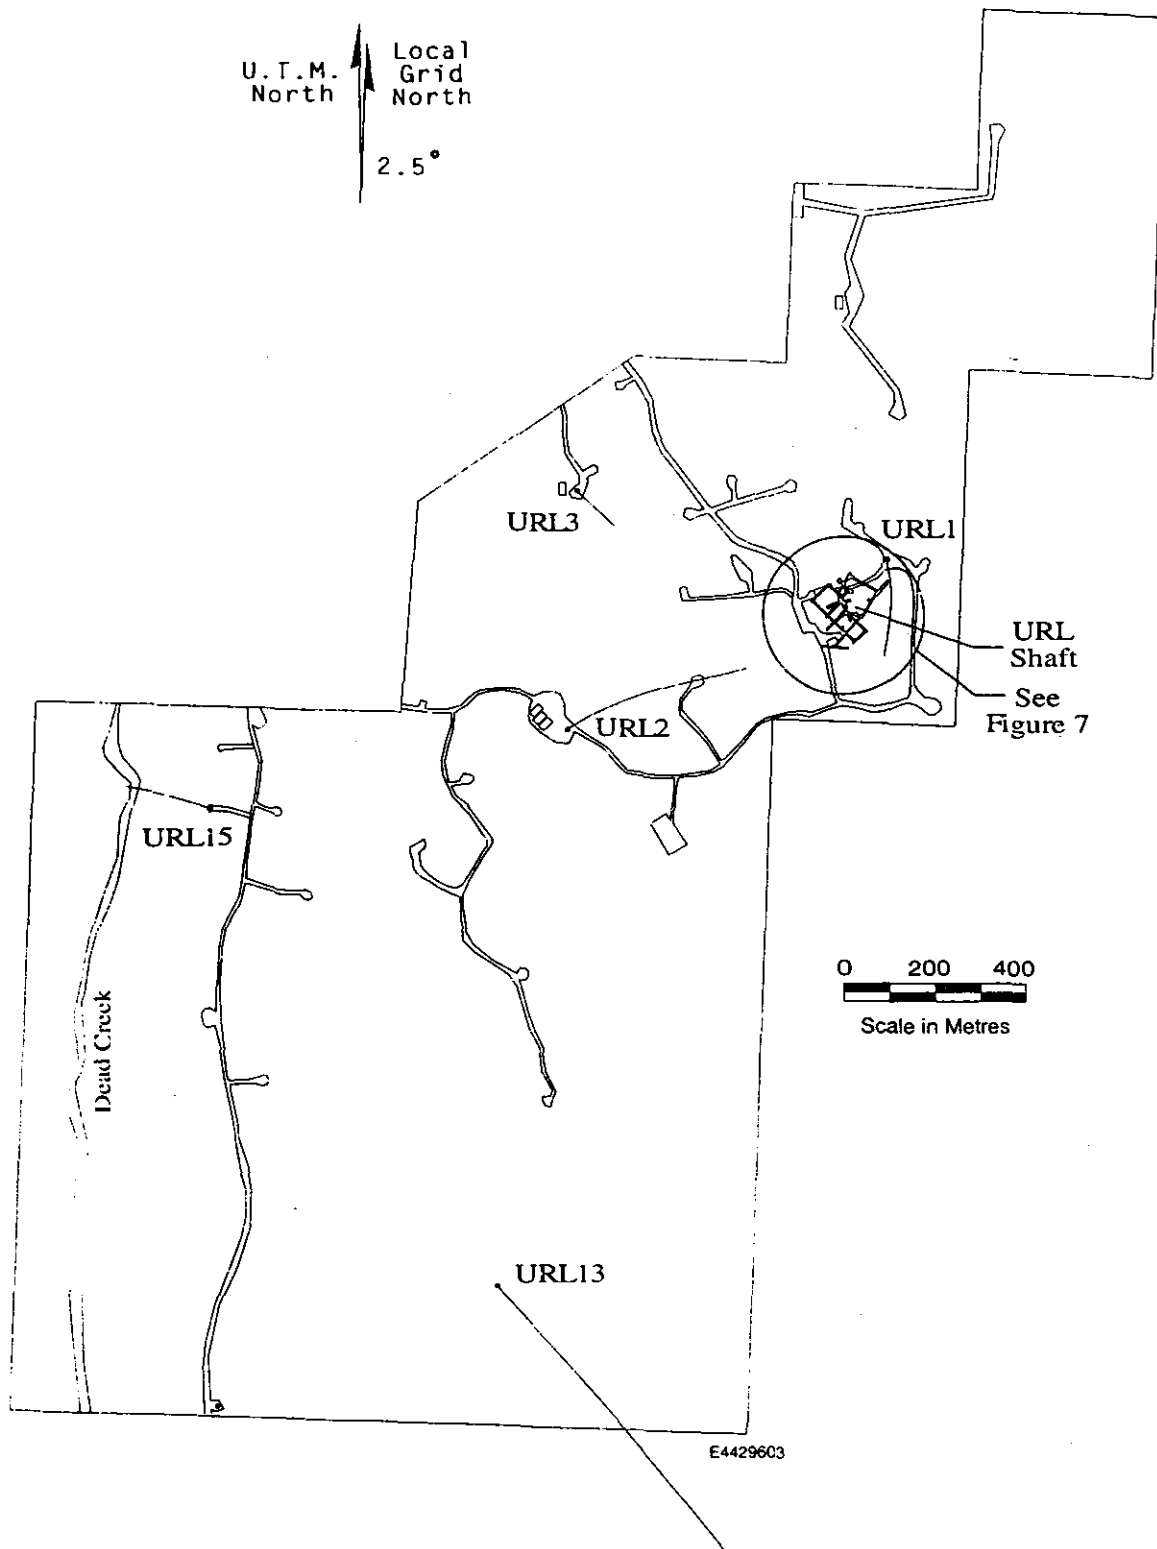 U.T.M.
North
Local
Grid
North
2.5°
URL3
URL1
URL
Shaft
See
Figure 7
URL2
URL15
0 200 400
Scale in Metres
Dead Creek
URL13
E4429603